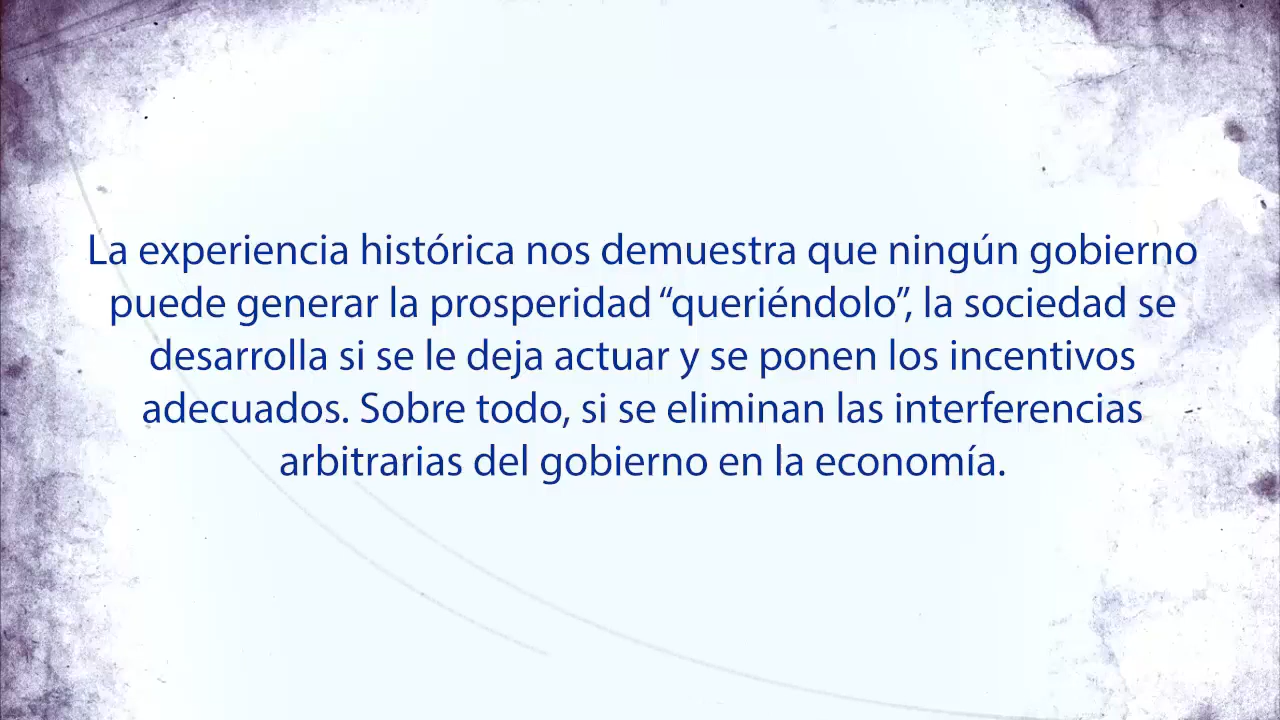 La experiencia histórica nos demuestra que ningún gobierno
puede generar la prosperidad “queriéndolo”, la sociedad se
desarrolla si se le deja actuar y se ponen los incentivos
adecuados. Sobre todo, si se eliminan las interferencias
arbitrarias del gobierno en la economía.